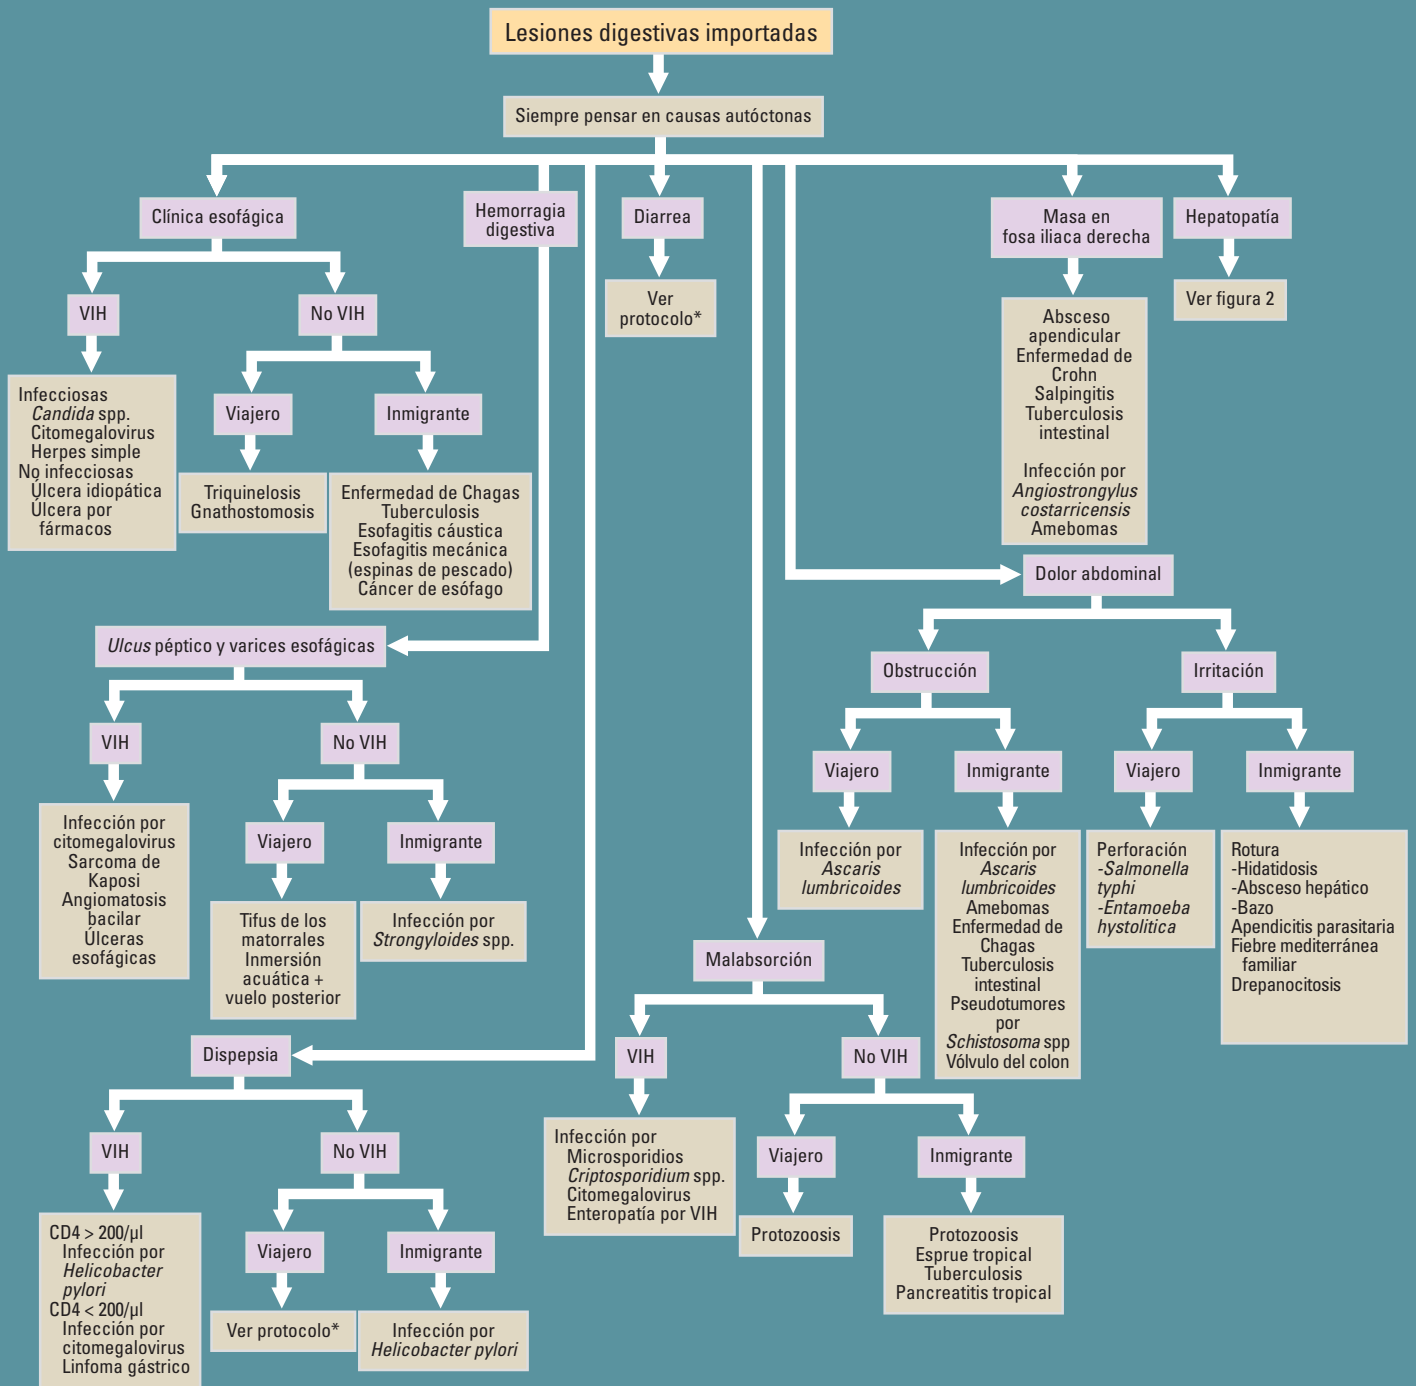 Lesiones digestivas importadas
Siempre pensar en causas autóctonas
Clínica esofágica
Hemorragia
digestiva
Diarrea
Masa en
fosa iliaca derecha
Hepatopatía
Ver
protocolo*
Ver figura 2
VIH
No VIH
Absceso
apendicular
Enfermedad de
Crohn
Salpingitis
Tuberculosis
intestinal
Infección por
Angiostrongylus
costarricensis
Amebomas
Infecciosas
Candida spp.
Citomegalovirus
Herpes simple
No infecciosas
Úlcera idiopática
Úlcera por
fármacos
Viajero
Inmigrante
Triquinelosis
Gnathostomosis
Enfermedad de Chagas
Tuberculosis
Esofagitis cáustica
Esofagitis mecánica
(espinas de pescado)
Cáncer de esófago
Dolor abdominal
Ulcus péptico y varices esofágicas
Obstrucción
Irritación
VIH
No VIH
Viajero
Inmigrante
Viajero
Inmigrante
Infección por
citomegalovirus
Sarcoma de
Kaposi
Angiomatosis
bacilar
Úlceras
esofágicas
Viajero
Inmigrante
Tifus de los
matorrales
Inmersión
acuática +
vuelo posterior
Infección por
Strongyloides spp.
Infección por
Ascaris
lumbricoides
Infección por
Ascaris
lumbricoides
Amebomas
Enfermedad de
Chagas
Tuberculosis
intestinal
Pseudotumores
por
Schistosoma spp
Vólvulo del colon
Perforación
-Salmonella
typhi
-Entamoeba
hystolitica
Rotura
-Hidatidosis
-Absceso hepático
-Bazo
Apendicitis parasitaria
Fiebre mediterránea
familiar
Drepanocitosis
Malabsorción
Dispepsia
VIH
No VIH
VIH
No VIH
Infección por
Microsporidios
Criptosporidium spp.
Citomegalovirus
Enteropatía por VIH
Viajero
Inmigrante
Protozoosis
Protozoosis
Esprue tropical
Tuberculosis
Pancreatitis tropical
CD4 > 200/µl
Infección por
Helicobacter
pylori
CD4 < 200/µl
Infección por
citomegalovirus
Linfoma gástrico
Viajero
Inmigrante
Ver protocolo*
Infección por
Helicobacter pylori